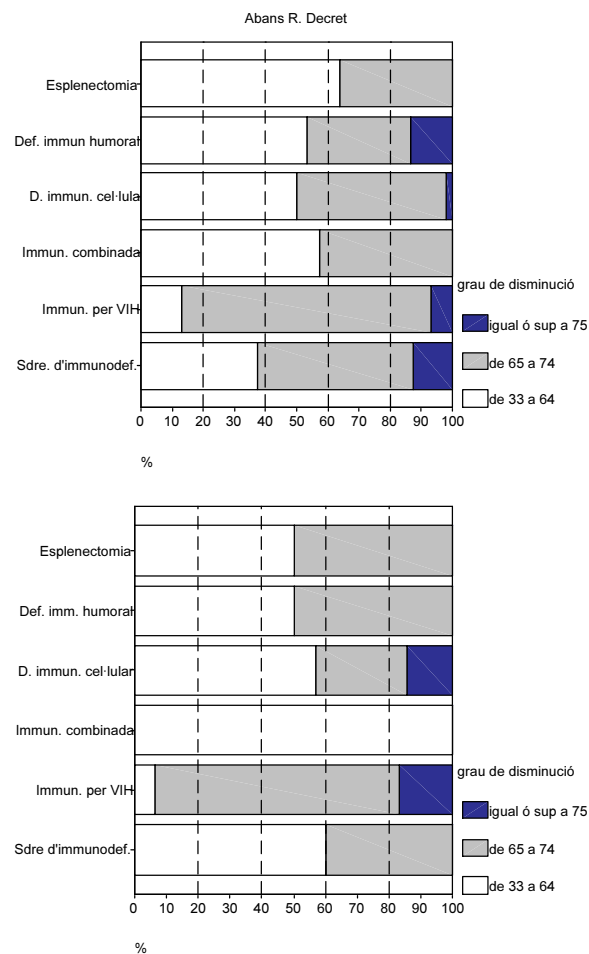 Abans R. Decret
Esplenectomia
Def. immun humoral
D. immun. cel·lula
Immun. combinada
Immun. per VIH
Sdre. d'immunodef.
grau de disminució
igual ó sup a 75
de 65 a 74
de 33 a 64
0 10 20 30 40 50 60 70 80 90 100
%
Esplenectomia
Def. imm. humoral
D. immun. cel·lular
Immun. combinada
Immun. per VIH
Sdre d'immunodef.
grau de disminució
igual ó sup a 75
de 65 a 74
de 33 a 64
0 10 20 30 40 50 60 70 80 90 100
%